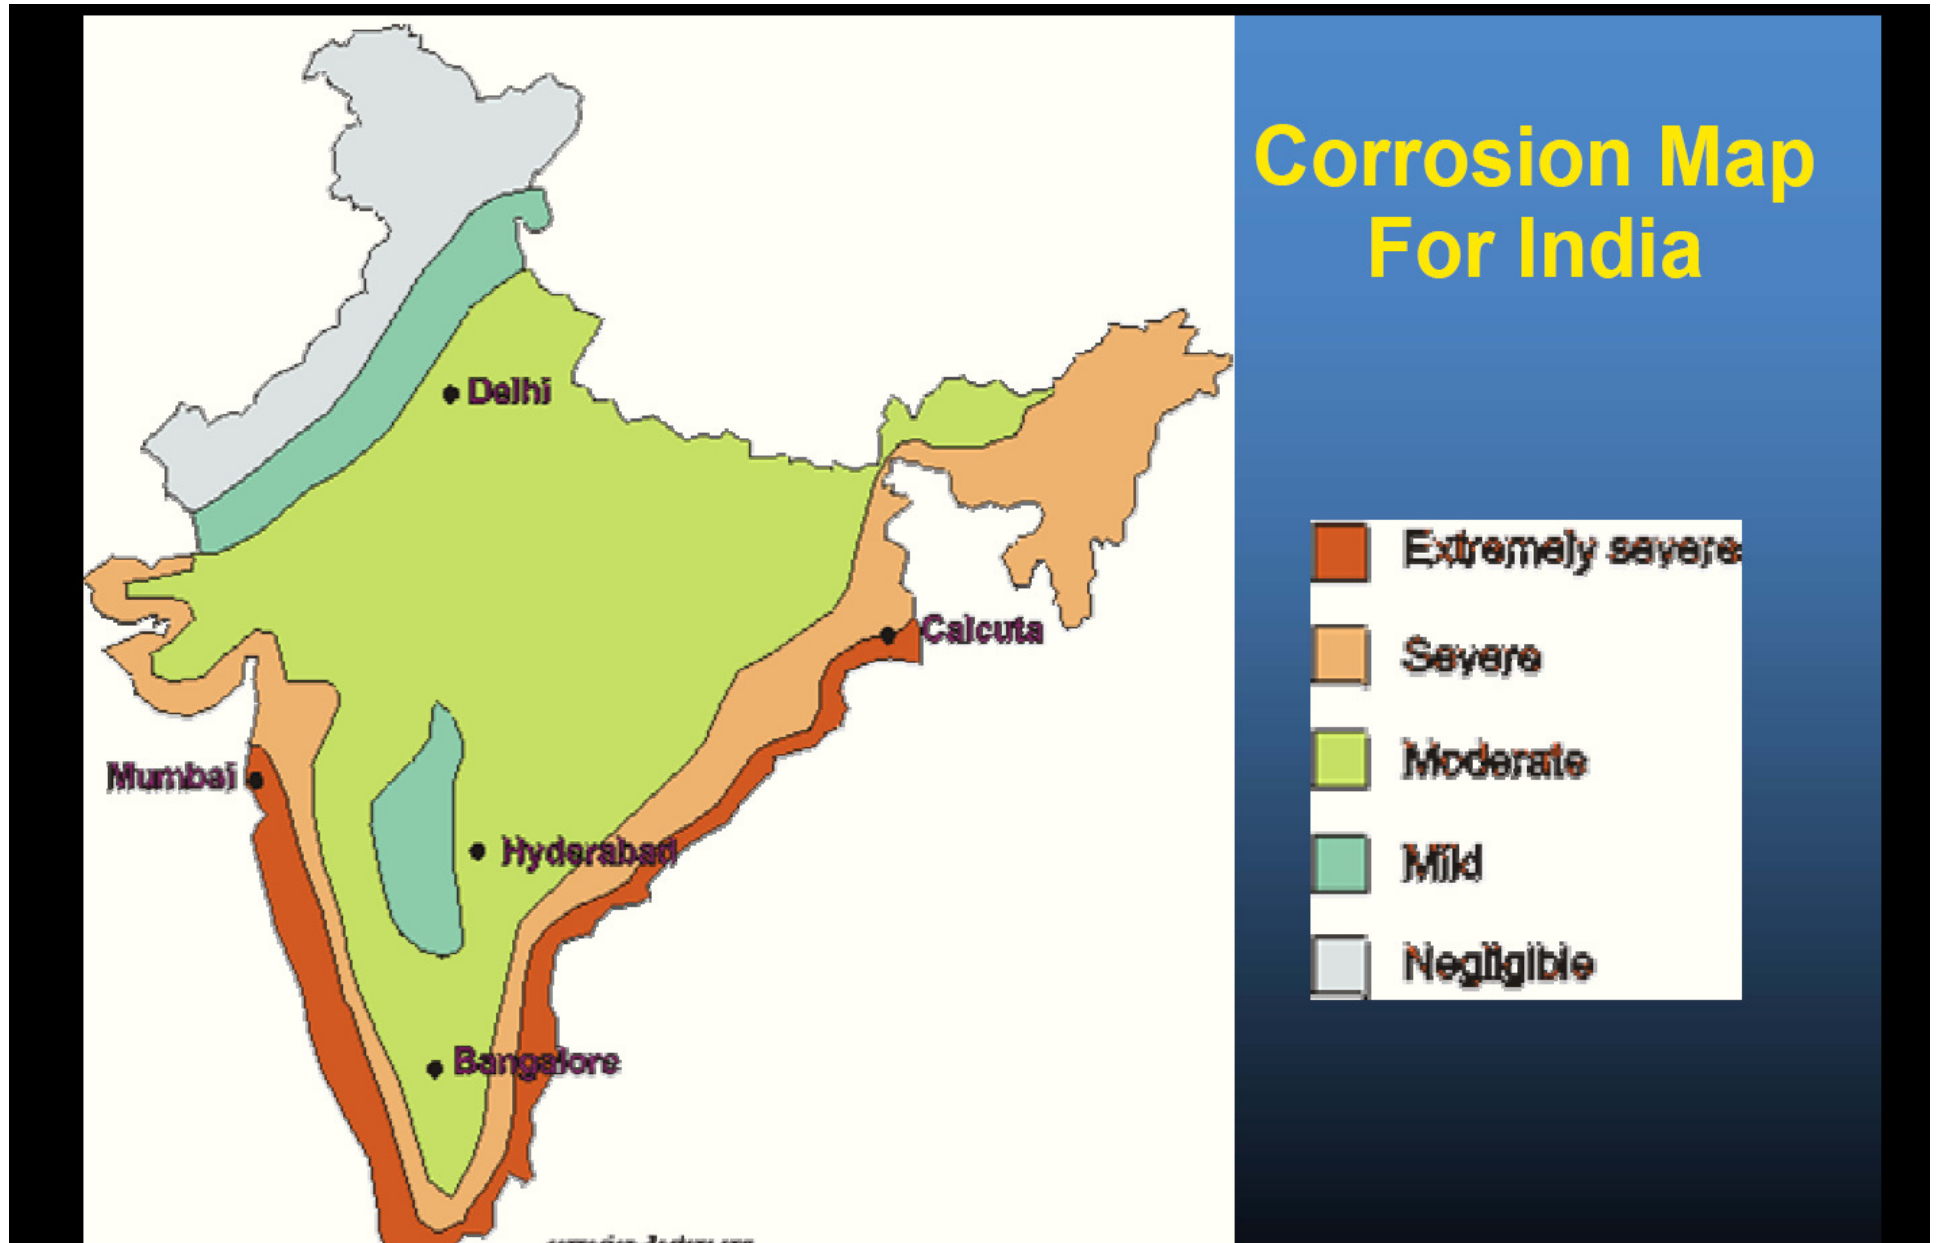 Corrosion Map
For India
Delhi
Calcuta
Mumbai
Hyderabad
Bangalore
Extremely severe
Severe
Moderate
Mild
Negligible